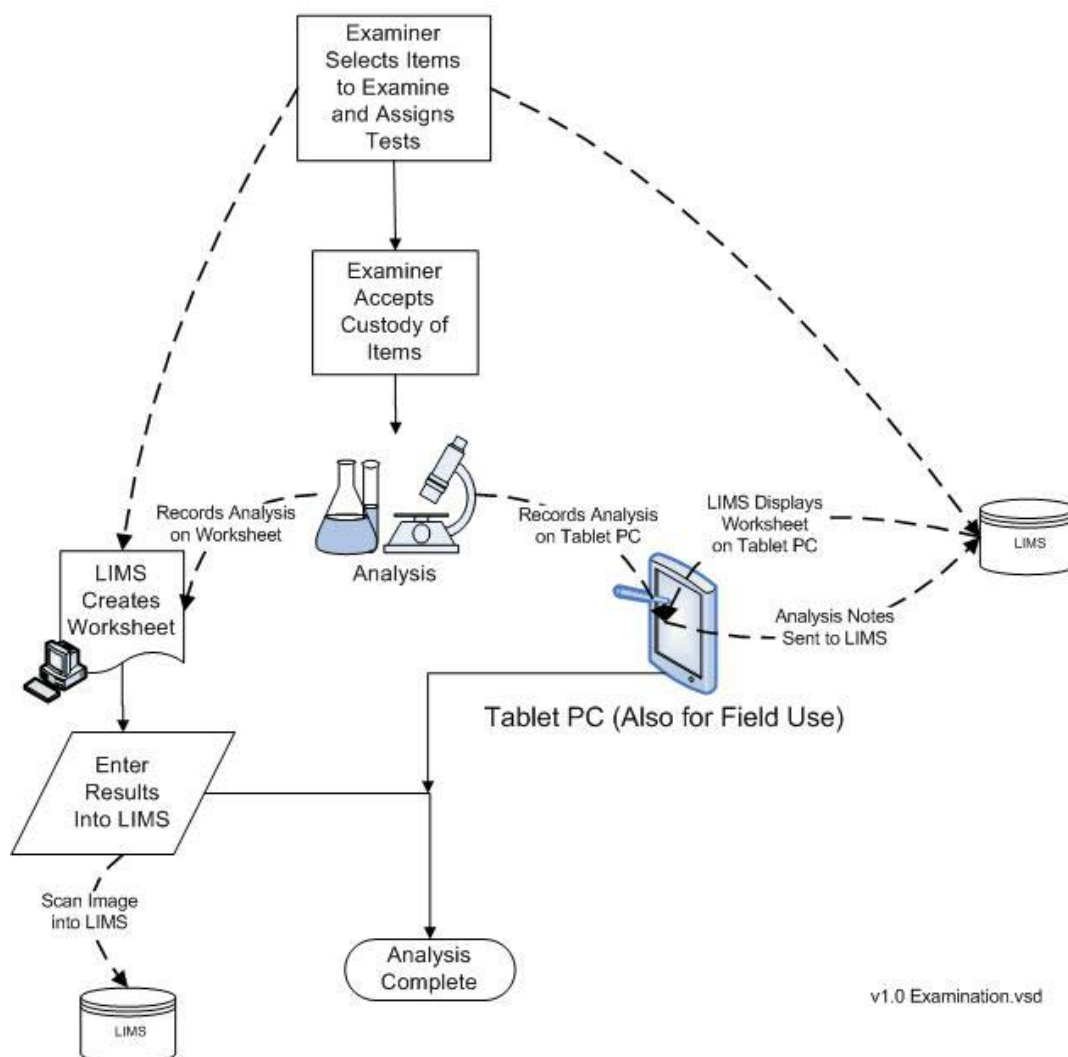 Examiner
Selects Items
to Examine
and Assigns
Tests
Examiner
Accepts
Custody of
Items
Records Analysis
on Worksheet
Analysis
Records Analysis
on Tablet PC
LIMS Displays
Worksheet
on Tablet PC
LIMS
LIMS
Creates
Worksheet
Analysis Notes
Sent to LIMS
Tablet PC (Also for Field Use)
Enter
Results
Into LIMS
Scan Image
into LIMS
Analysis
Complete
LIMS
v1.0 Examination.vsd